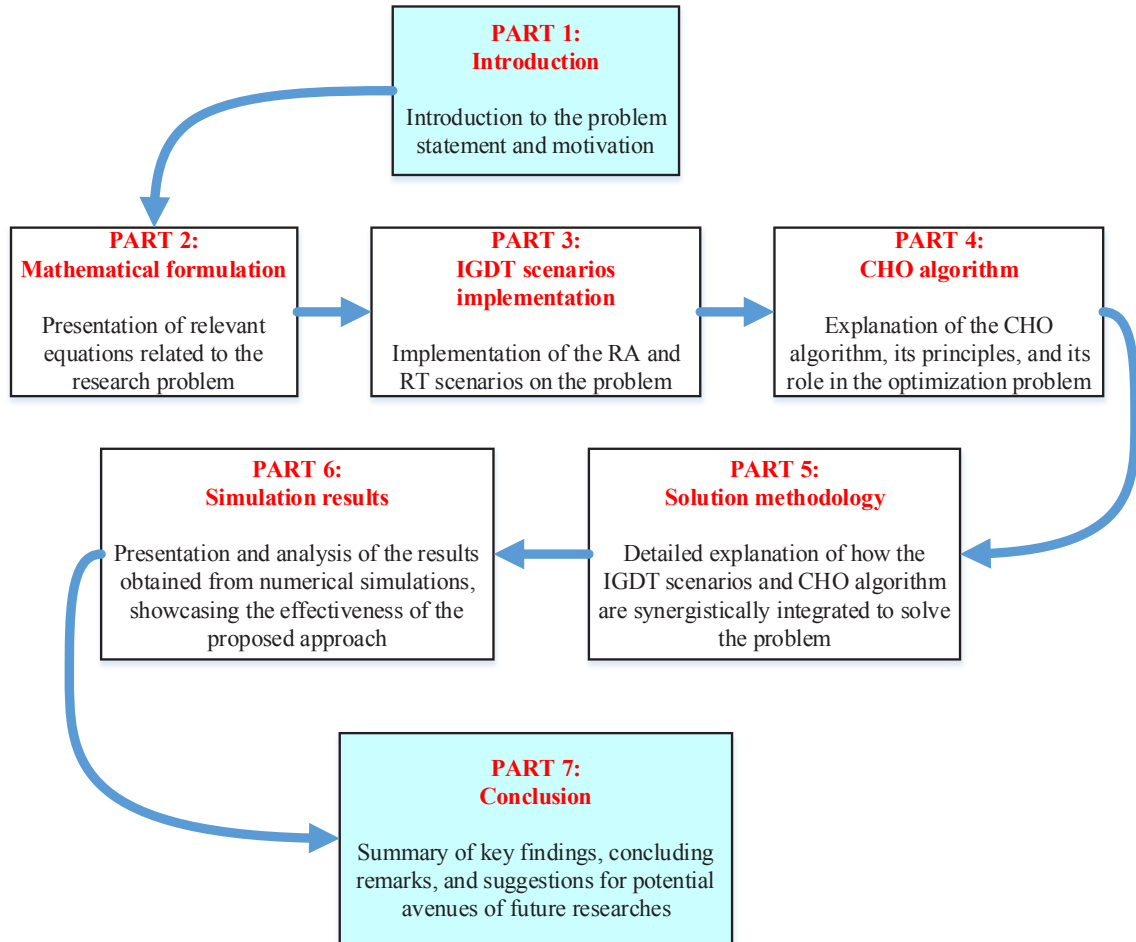 PART 1:
Introduction
Introduction to the problem
statement and motivation
PART 2:
Mathematical formulation
Presentation of relevant
equations related to the
research problem
PART 3:
IGDT scenarios
implementation
Implementation of the RA and
RT scenarios on the problem
PART 4:
CHO algorithm
Explanation of the CHO
algorithm, its principles, and its
role in the optimization problem
PART 5:
Solution methodology
Detailed explanation of how the
IGDT scenarios and CHO algorithm
are synergistically integrated to solve
the problem
PART 6:
Simulation results
Presentation and analysis of the results
obtained from numerical simulations,
showcasing the effectiveness of the
proposed approach
PART 7:
Conclusion
Summary of key findings, concluding
remarks, and suggestions for potential
avenues of future researches